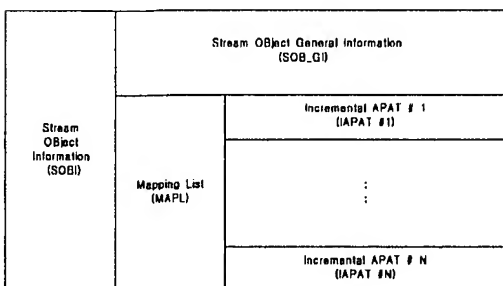 Stream OBject General Information
(SOB_GI)
Stream
OBject
Information
(SOBI)
Mapping List
(MAPL)
Incremental APAT # 1
(IAPAT #1)
:
:
Incremental APAT # N
(IAPAT #N)